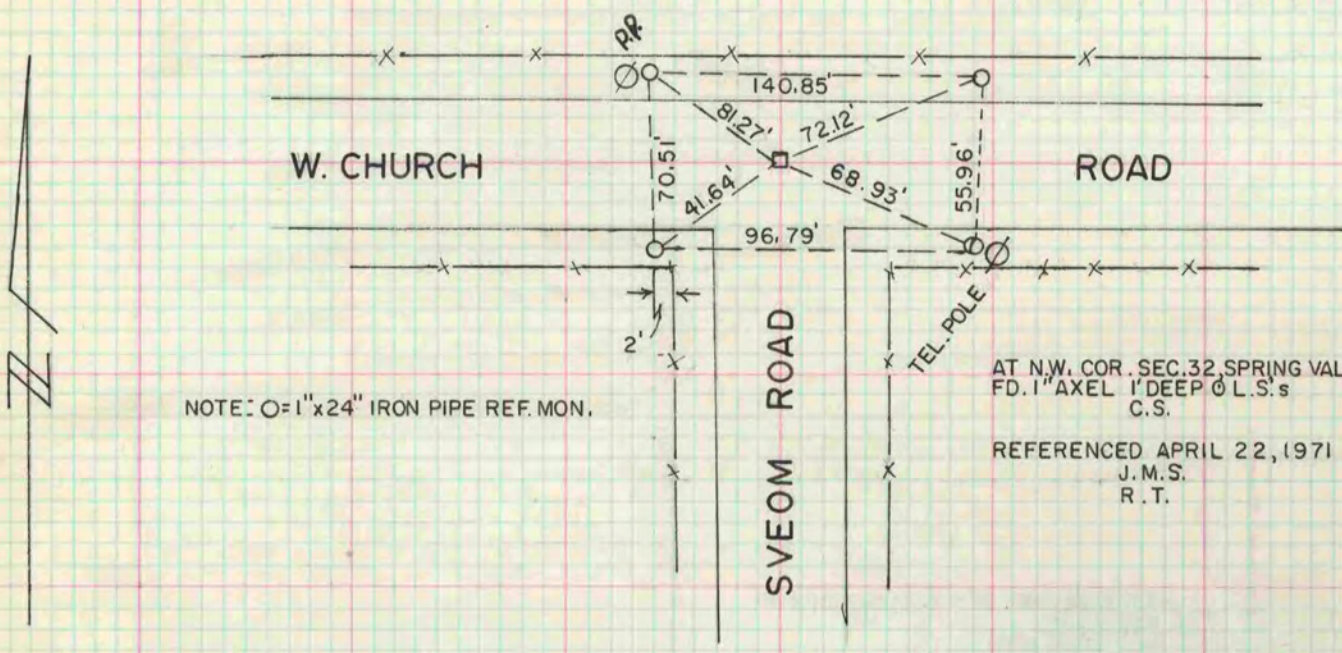 P.P.
140.85'
81.27'
72.12'
W. CHURCH
ROAD
70.51'
41.64'
68.93'
55.96'
96.79'
2'
TEL. POLE
SVEOM ROAD
N
NOTE: O=1"x24" IRON PIPE REF. MON.
AT N.W. COR. SEC. 32, SPRING VAL
FD. 1" AXEL 1' DEEP L.S.'s
C.S.
REFERENCED APRIL 22, 1971
J.M.S.
R.T.